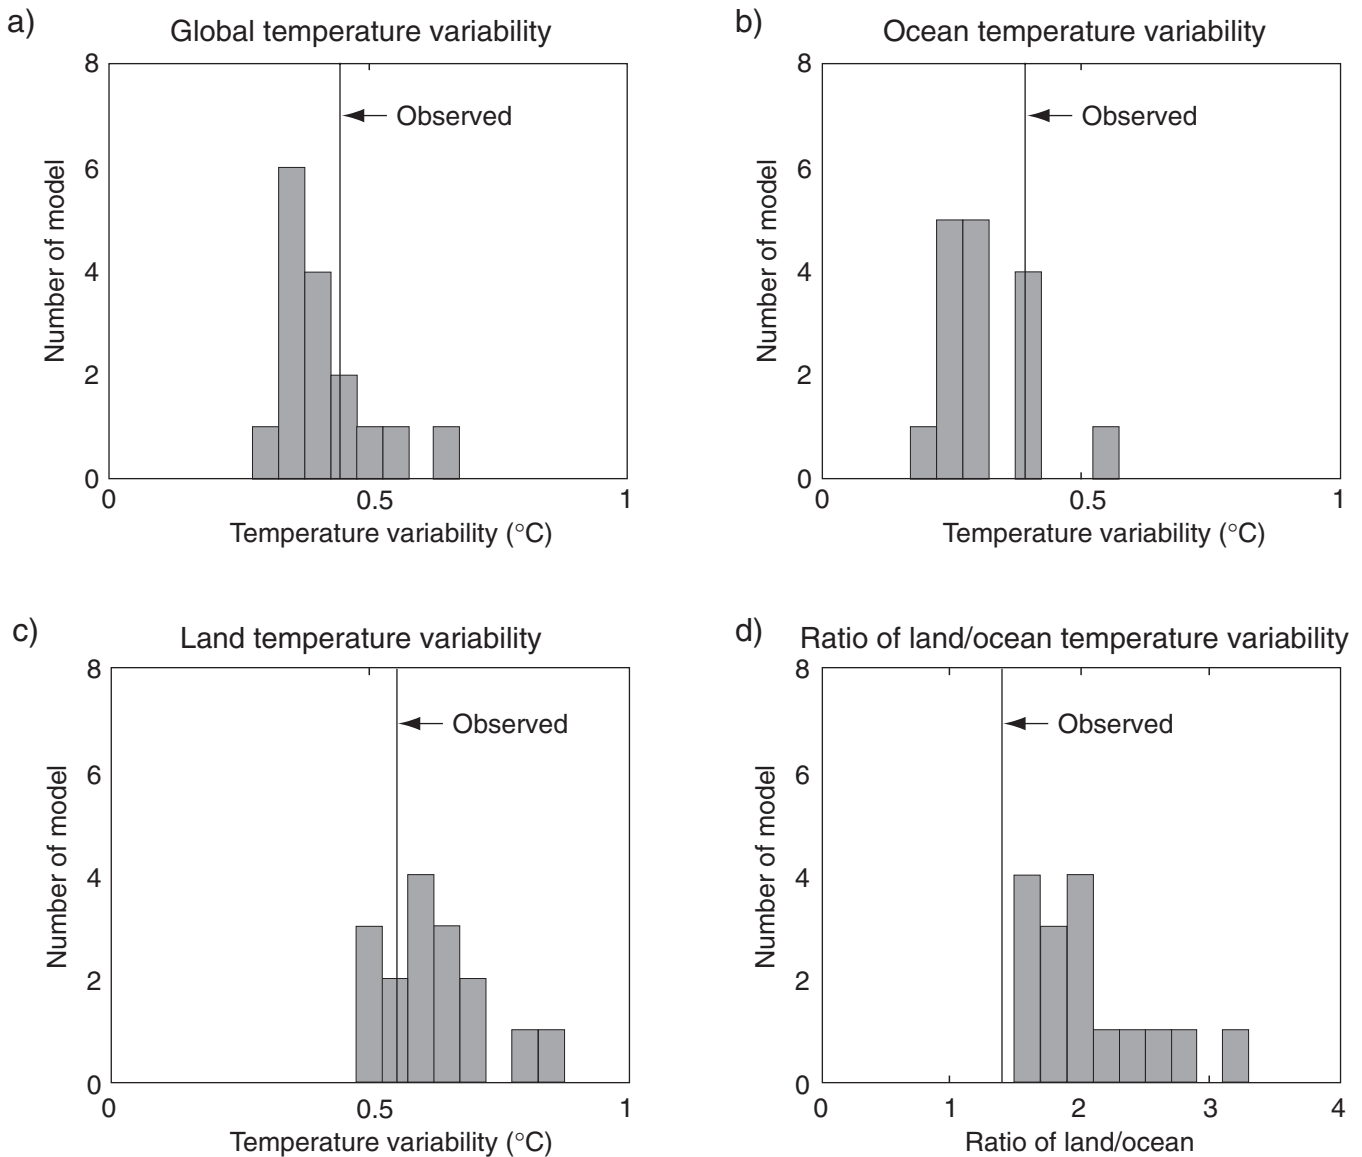 a) Global temperature variability
8
6
4
2
0
Number of model
Observed
0 0.5 1
Temperature variability (°C)
b) Ocean temperature variability
8
6
4
2
0
Number of model
Observed
0 0.5 1
Temperature variability (°C)
c) Land temperature variability
8
6
4
2
0
Number of model
Observed
0 0.5 1
Temperature variability (°C)
d) Ratio of land/ocean temperature variability
8
6
4
2
0
Number of model
Observed
0 1 2 3 4
Ratio of land/ocean